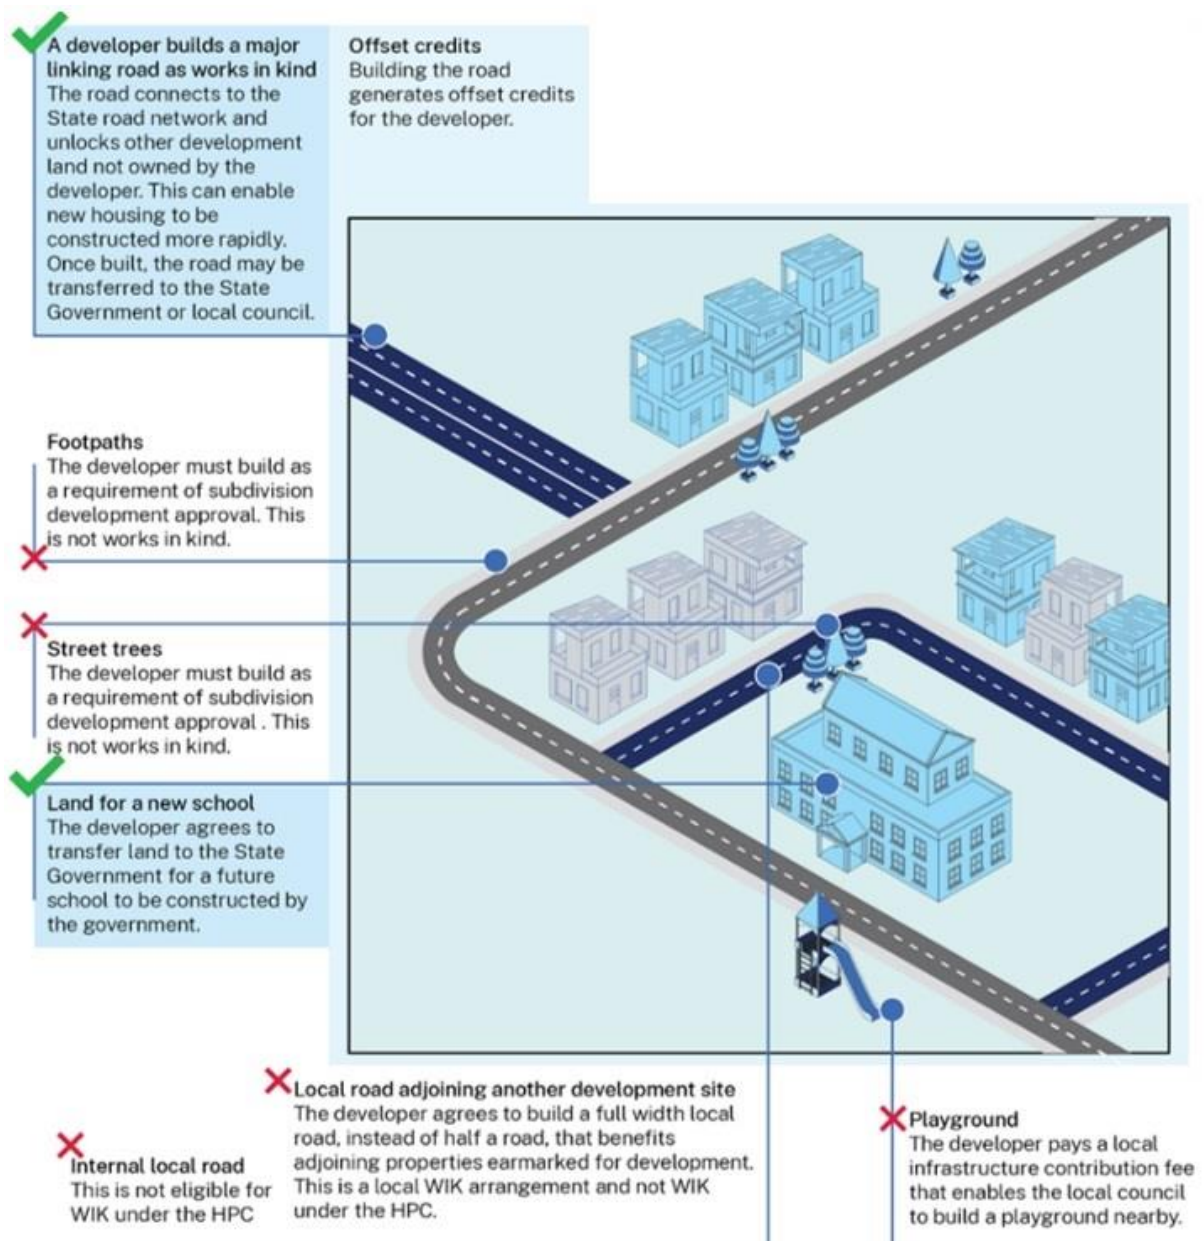 A developer builds a major
linking road as works in kind
The road connects to the
State road network and
unlocks other development
land not owned by the
developer. This can enable
new housing to be
constructed more rapidly.
Once built, the road may be
transferred to the State
Government or local council.
Offset credits
Building the road
generates offset credits
for the developer.
Footpaths
The developer must build as
a requirement of subdivision
development approval. This
is not works in kind.
Street trees
The developer must build as
a requirement of subdivision
development approval . This
is not works in kind.
Land for a new school
The developer agrees to
transfer land to the State
Government for a future
school to be constructed by
the government.
Internal local road
This is not eligible for
WIK under the HPC
Local road adjoining another development site
The developer agrees to build a full width local
road, instead of half a road, that benefits
adjoining properties earmarked for development.
This is a local WIK arrangement and not WIK
under the HPC.
Playground
The developer pays a local
infrastructure contribution fee
that enables the local council
to build a playground nearby.